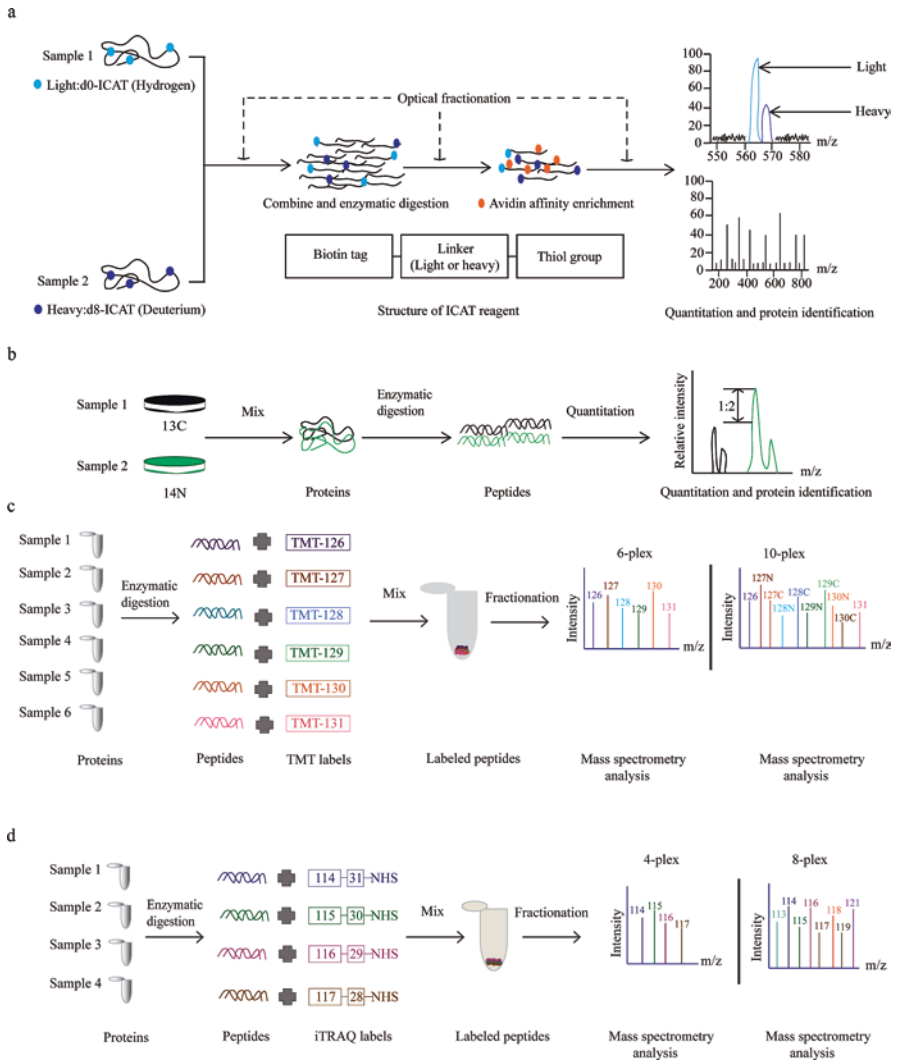 a
Sample 1
Light:d0-ICAT (Hydrogen)
Sample 2
Heavy:d8-ICAT (Deuterium)
Optical fractionation
Combine and enzymatic digestion
Avidin affinity enrichment
Biotin tag
Linker
(Light or heavy)
Thiol group
Structure of ICAT reagent
100
80
60
40
20
0
550 560 570 580
m/z
Light
Heavy
100
80
60
40
20
0
200 400 600 800
m/z
Quantitation and protein identification
b
Sample 1
13C
Sample 2
14N
Mix
Proteins
Enzymatic
digestion
Peptides
Quantitation
Relative intensity
1:2
m/z
Quantitation and protein identification
c
Sample 1
Sample 2
Sample 3
Sample 4
Sample 5
Sample 6
Proteins
Enzymatic
digestion
Peptides
TMT-126
TMT-127
TMT-128
TMT-129
TMT-130
TMT-131
TMT labels
Mix
Labeled peptides
Fractionation
6-plex
Intensity
126 127 128 129 130 131
m/z
Mass spectrometry
analysis
10-plex
Intensity
126 127N 127C 128N 128C 129N 129C 130N 130C 131
m/z
Mass spectrometry
analysis
d
Sample 1
Sample 2
Sample 3
Sample 4
Proteins
Enzymatic
digestion
Peptides
114 31 NHS
115 30 NHS
116 29 NHS
117 28 NHS
iTRAQ labels
Mix
Labeled peptides
Fractionation
4-plex
Intensity
114 115 116 117
m/z
Mass spectrometry
analysis
8-plex
Intensity
113 114 115 116 117 118 119 121
m/z
Mass spectrometry
analysis